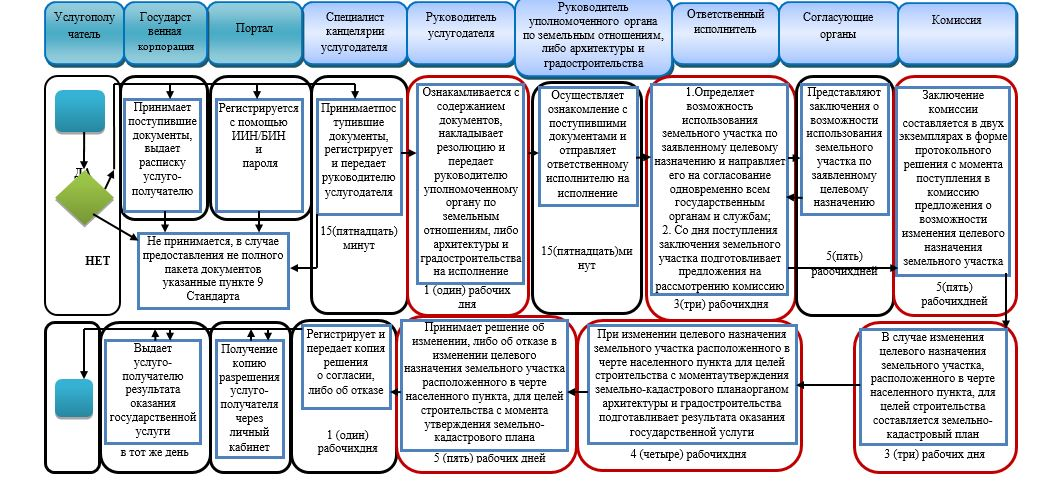 Услугополу
чатель
Государст
венная
корпорация
Портал
Специалист
канцелярии
услугодателя
Руководитель
услугодателя
Руководитель
уполномоченного органа
по земельным отношениям,
либо архитектуры и
градостроительства
Ответственный
исполнитель
Согласующие
органы
Комиссия
ДА
НЕТ
Принимает
поступившие
документы,
выдает
расписку
услуго-
получателю
Регистрируется
с помощью
ИИН/БИН
и
пароля
Не принимается, в случае
предоставления не полного
пакета документов
указанные пункте 9
Стандарта
Принимаетпос
тупившие
документы,
регистрирует
и передает
руководителю
услугодателя
15(пятнадцать)
минут
Ознакамливается с
содержанием
документов,
накладывает
резолюцию и
передает
руководителю
уполномоченному
органу по
земельным
отношениям, либо
архитектуры и
градостроительства
на исполнение
1 (один) рабочих
дня
Осуществляет
ознакомление с
поступившими
документами и
отправляет
ответственному
исполнителю на
исполнение
15(пятнадцать)ми
нут
1.Определяет
возможность
использования
земельного участка по
заявленному целевому
назначению и направляет
его на согласование
одновременно всем
государственным
органам и службам;
2. Со дня поступления
заключения земельного
участка подготовливает
предложения на
рассмотрению комиссию
3(три) рабочихдня
Представляют
заключения о
возможности
использования
земельного
участка по
заявленному
целевому
назначению
5(пять)
рабочихдней
Заключение
комиссии
составляется в двух
экземплярах в форме
протокольного
решения с момента
поступления в
комиссию
предложения о
возможности
изменения целевого
назначения
земельного участка
5(пять)
рабочихдней
Выдает
услуго-
получателю
результата
оказания
государственной
услуги
в тот же день
Получение
копию
разрешения
услуго-
получателя
через
личный
кабинет
Регистрирует и
передает копия
решения
о согласии,
либо об отказе
1 (один)
рабочихдня
Принимает решение об
изменении, либо об отказе в
изменении целевого
назначения земельного участка
расположенного в черте
населенного пункта, для целей
строительства с момента
утверждения земельно-
кадастрового плана
5 (пять) рабочих дней
При изменении целевого назначения
земельного участка расположенного в
черте населенного пункта для целей
строительства с моментаутверждения
земельно-кадастрового планаорганом
архитектуры и градостроительства
подготавливает результата оказания
государственной услуги
4 (четыре) рабочихдня
В случае изменения
целевого назначения
земельного участка,
расположенного в черте
населенного пункта, для
целей строительства
составляется земельно-
кадастровый план
3 (три) рабочих дня